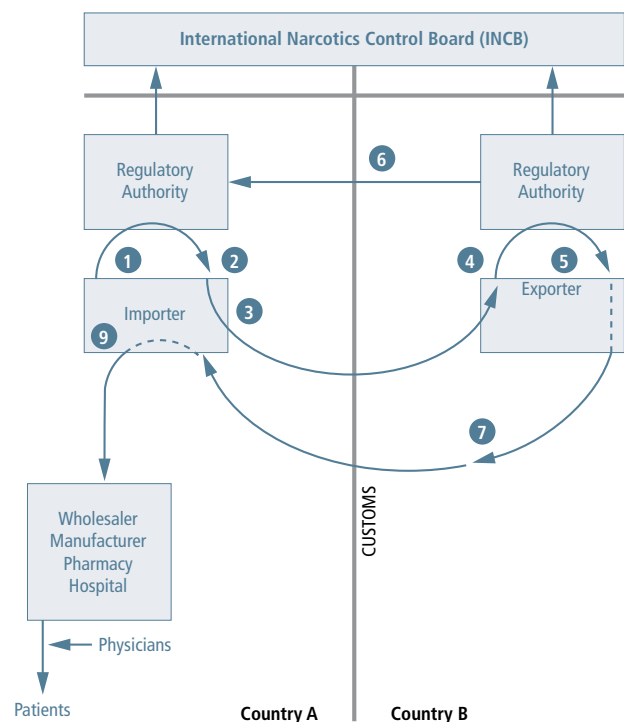 International Narcotics Control Board (INCB)
Regulatory
Authority
6
Regulatory
Authority
1
2
4
5
Importer
3
9
Exporter
7
CUSTOMS
Wholesaler
Manufacturer
Pharmacy
Hospital
Physicians
Patients
Country A
Country B